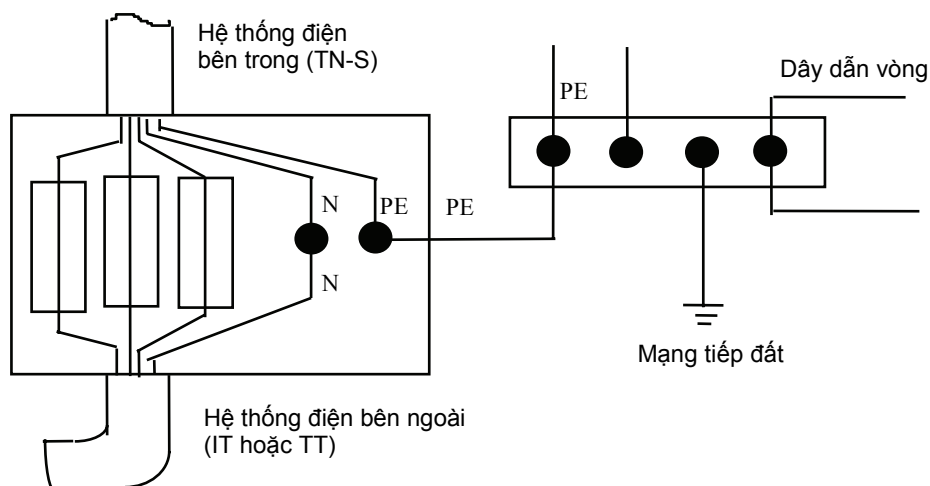 Hệ thống điện
bên trong (TN-S)
Dây dẫn vòng
PE
N
PE
PE
N
Mạng tiếp đất
Hệ thống điện bên ngoài
(IT hoặc TT)